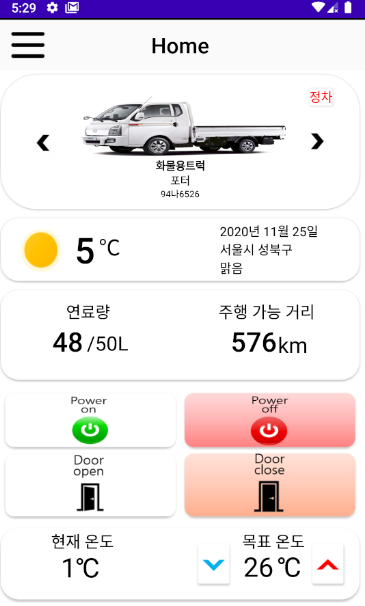 5:29
Home
정차
화물용트럭
포터
94나6526
5 °C
2020년 11월 25일
서울시 성북구
맑음
연료량
주행 가능 거리
48 /50L
576km
Power
on
Power
off
Door
open
Door
close
현재 온도
목표 온도
1℃
26 ℃